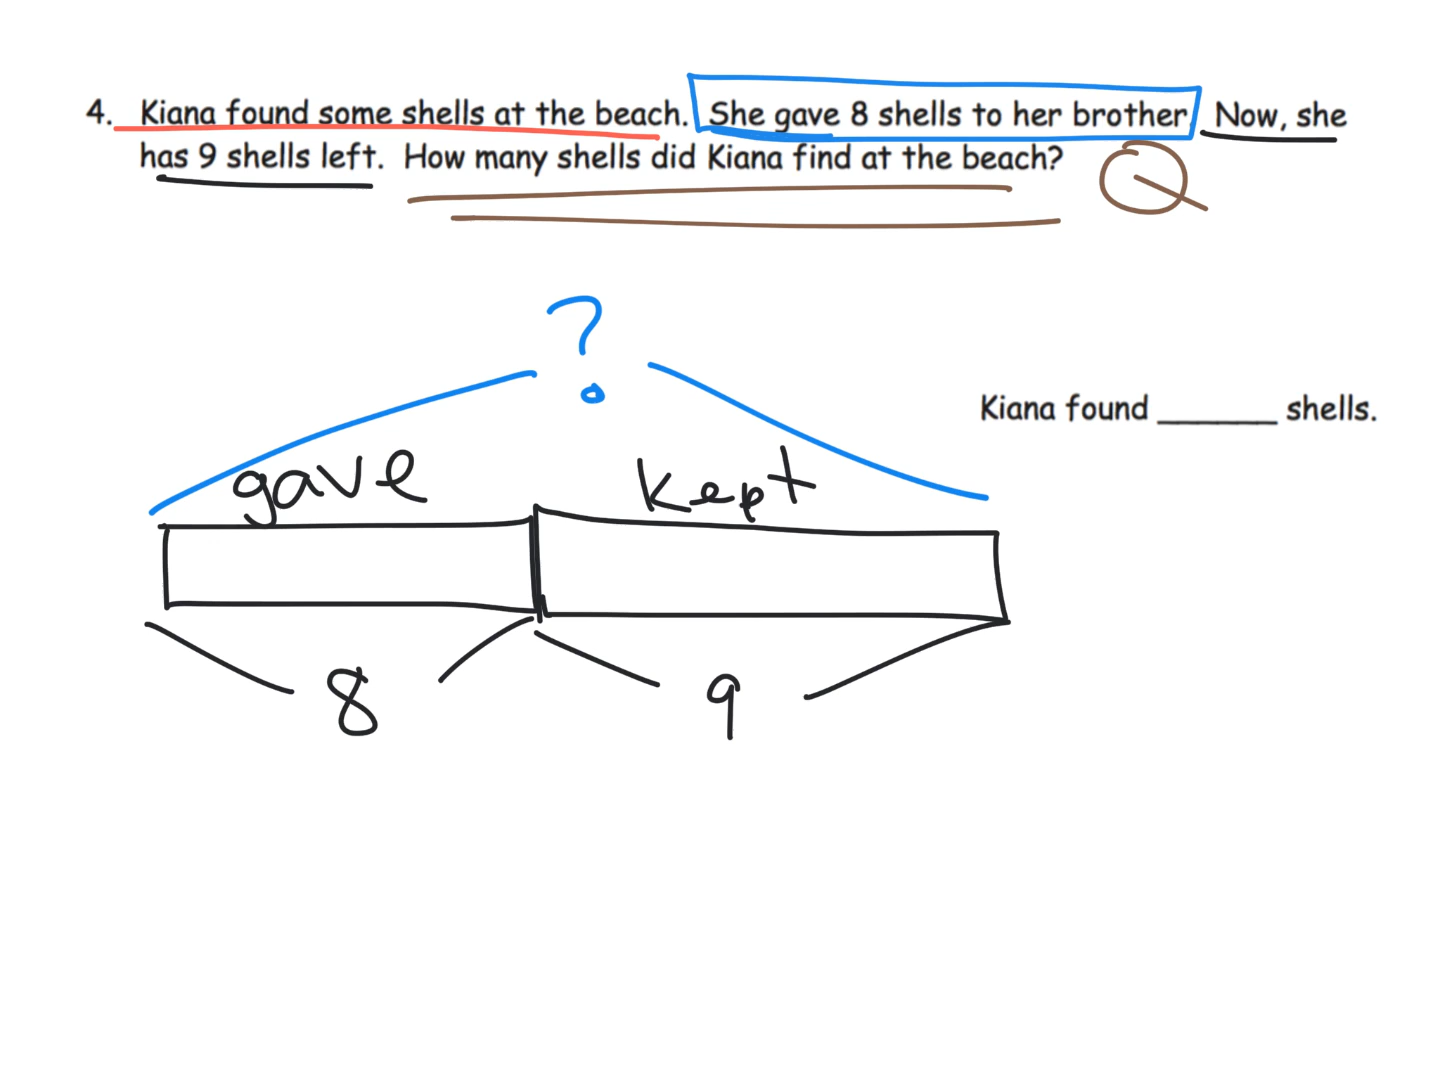 4. Kiana found some shells at the beach. She gave 8 shells to her brother. Now, she
has 9 shells left. How many shells did Kiana find at the beach?
Q
?
Kiana found ______ shells.
gave kept
8 9